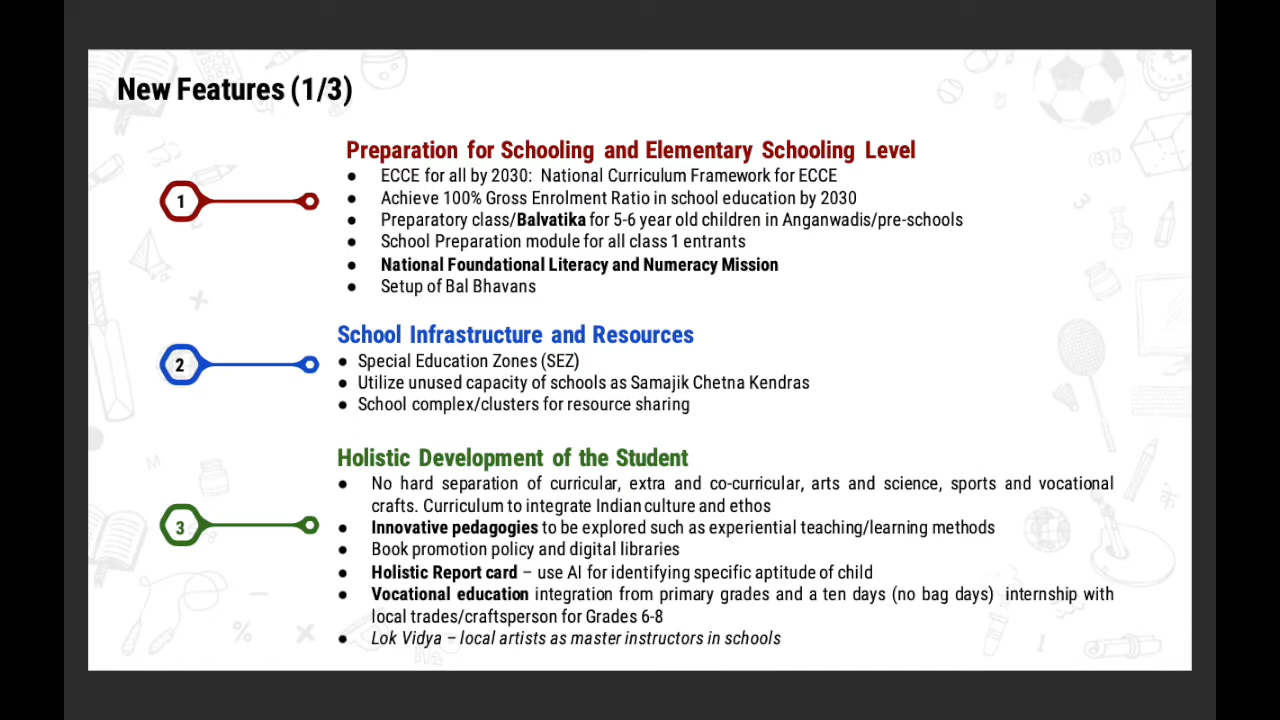 New Features (1/3)
1
Preparation for Schooling and Elementary Schooling Level
● ECCE for all by 2030: National Curriculum Framework for ECCE
● Achieve 100% Gross Enrolment Ratio in school education by 2030
● Preparatory class/Balvatika for 5-6 year old children in Anganwadis/pre-schools
● School Preparation module for all class 1 entrants
● National Foundational Literacy and Numeracy Mission
● Setup of Bal Bhavans
2
School Infrastructure and Resources
● Special Education Zones (SEZ)
● Utilize unused capacity of schools as Samajik Chetna Kendras
● School complex/clusters for resource sharing
3
Holistic Development of the Student
● No hard separation of curricular, extra and co-curricular, arts and science, sports and vocational
crafts. Curriculum to integrate Indian culture and ethos
● Innovative pedagogies to be explored such as experiential teaching/learning methods
● Book promotion policy and digital libraries
● Holistic Report card – use AI for identifying specific aptitude of child
● Vocational education integration from primary grades and a ten days (no bag days) internship with
local trades/craftsperson for Grades 6-8
● Lok Vidya – local artists as master instructors in schools